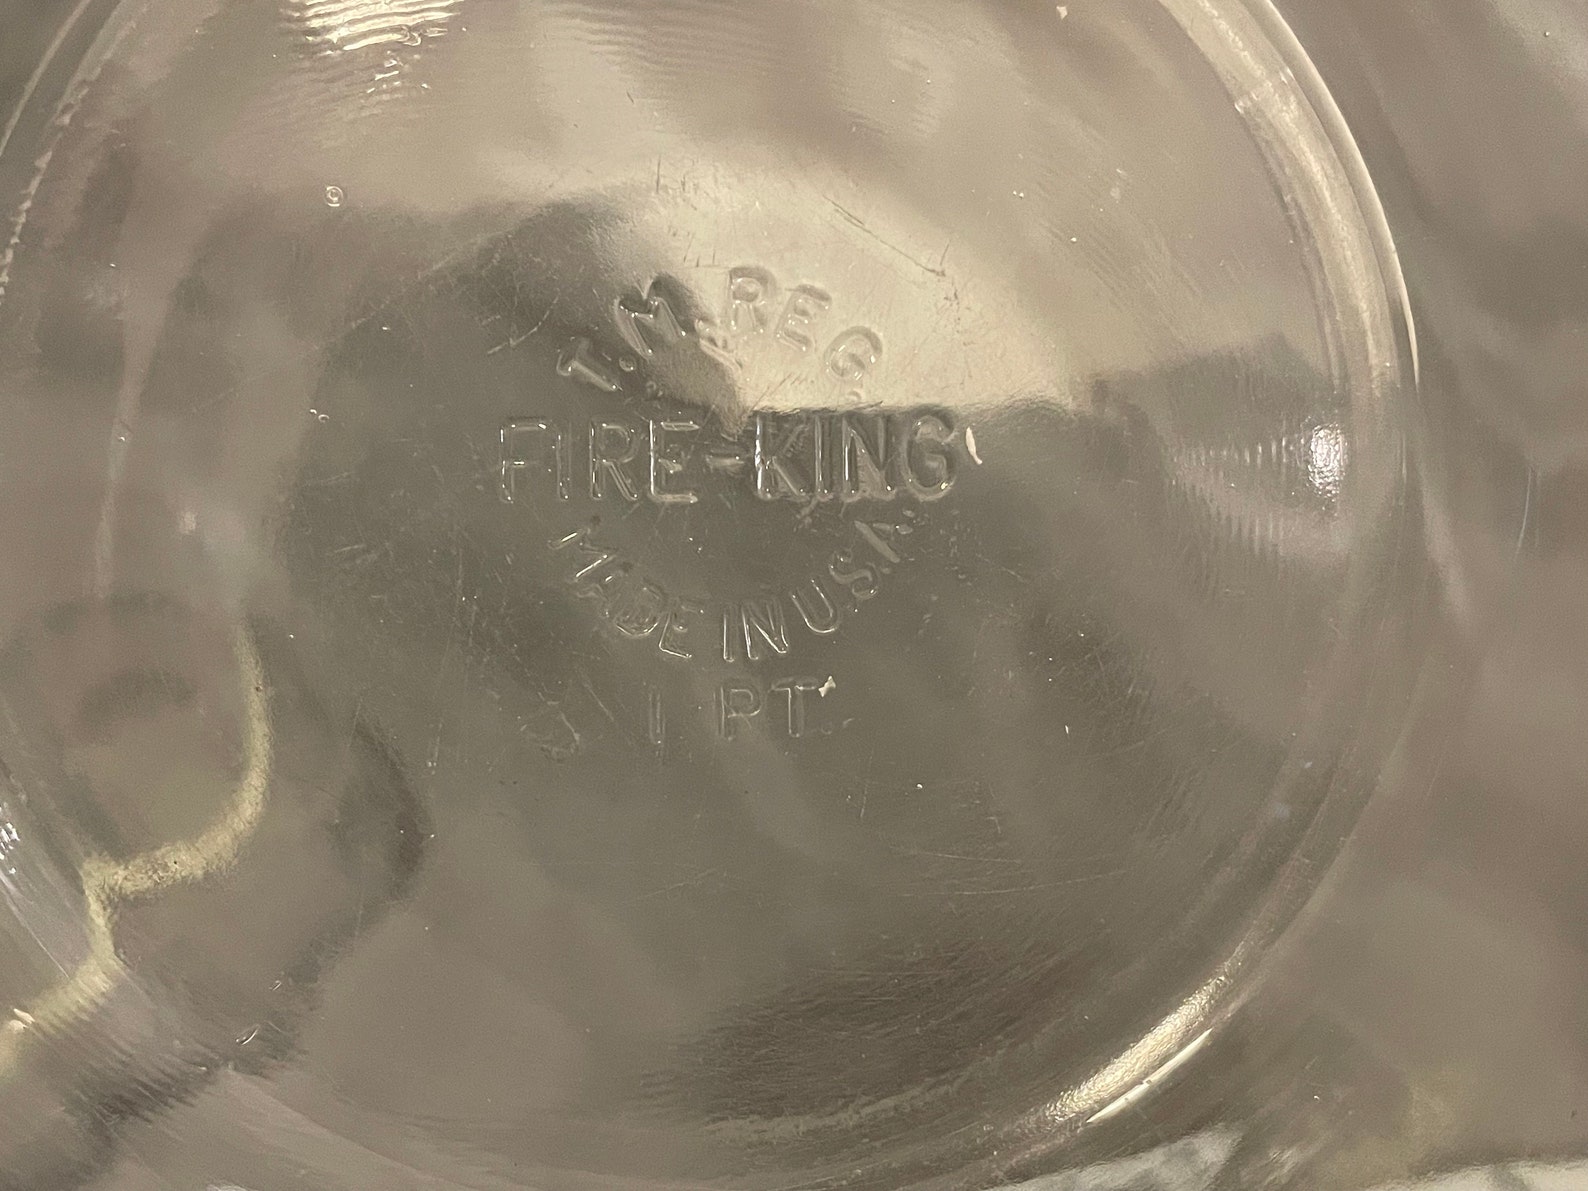 T.M. REG.
FIRE-KING
MADE IN U.S.A.
1 PT.